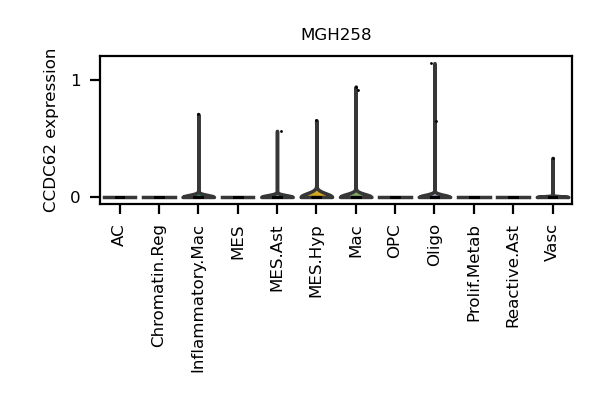 MGH258
CCDC62 expression
1
0
AC
Chromatin.Reg
Inflammatory.Mac
MES
MES.Ast
MES.Hyp
Mac
OPC
Oligo
Prolif.Metab
Reactive.Ast
Vasc